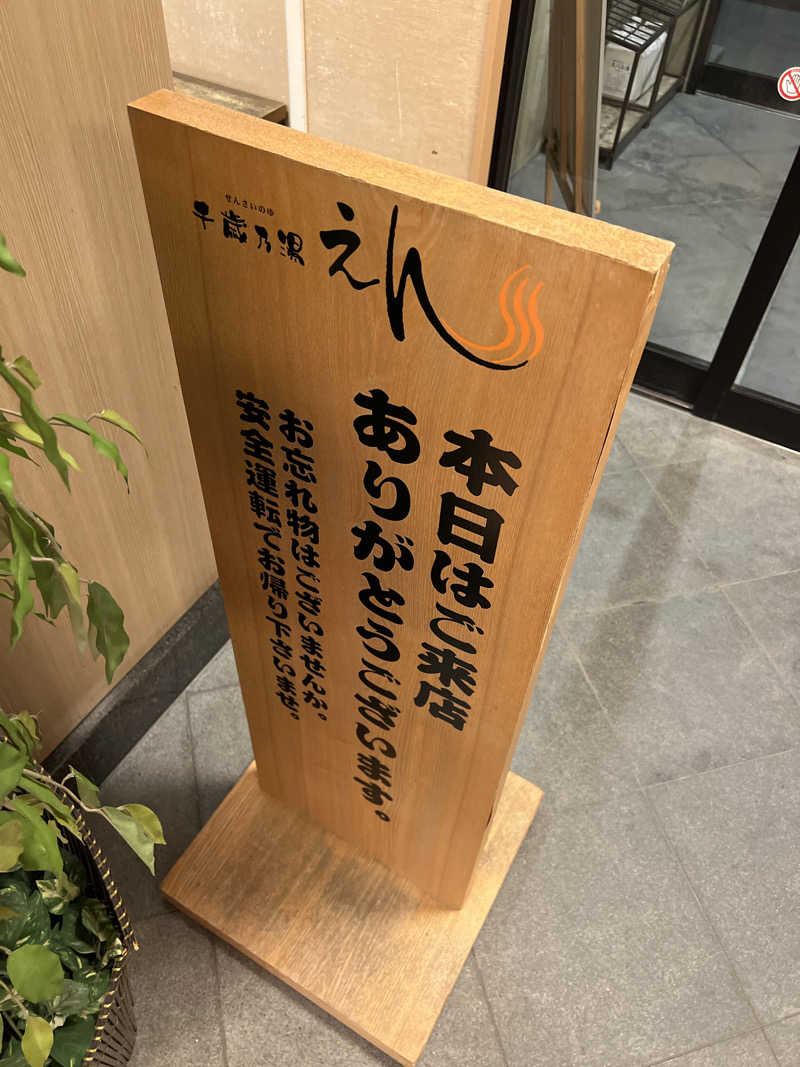 せんさいのゆ
千歳乃湯 えん
本日はご来店
ありがとうございます。
お忘れ物はございませんか。
安全運転でお帰り下さいませ。